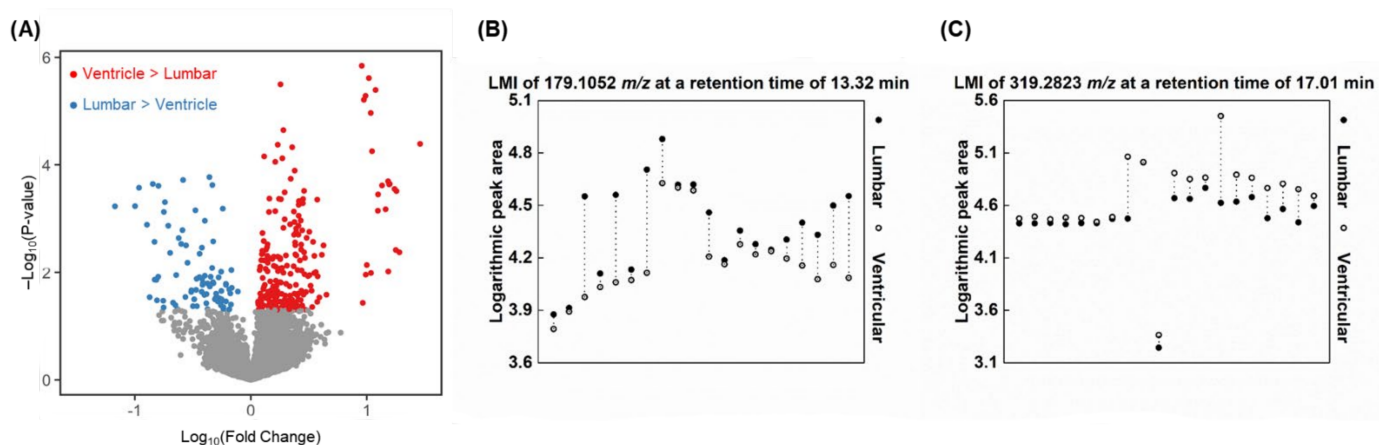 (A)
6
4
2
0
−Log₁₀(P-value)
Ventricle > Lumbar
Lumbar > Ventricle
-1
0
1
Log₁₀(Fold Change)
(B)
LMI of 179.1052 m/z at a retention time of 13.32 min
5.1
4.8
4.5
4.2
3.9
3.6
Logarithmic peak area
Lumbar
Ventricular
(C)
LMI of 319.2823 m/z at a retention time of 17.01 min
5.6
5.1
4.6
4.1
3.6
3.1
Logarithmic peak area
Lumbar
Ventricular